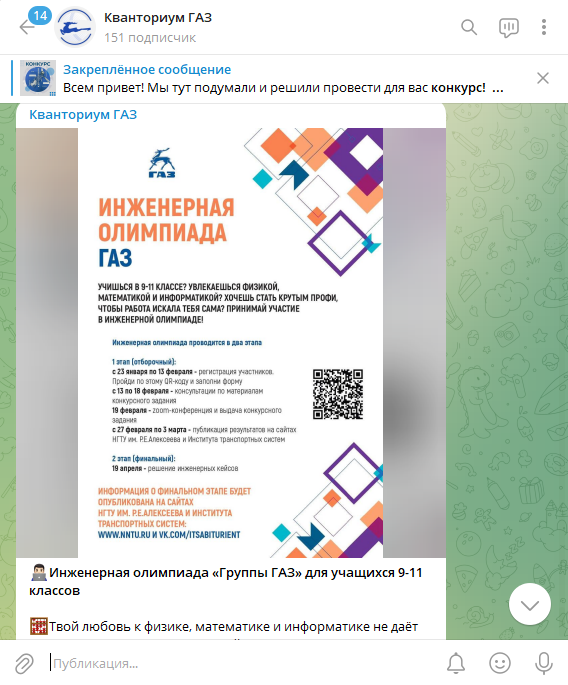 14
Кванториум ГАЗ
151 подписчик
КОНКУРС
Закреплённое сообщение
Всем привет! Мы тут подумали и решили провести для вас конкурс! ...
Кванториум ГАЗ
ГАЗ
ИНЖЕНЕРНАЯ
ОЛИМПИАДА
ГАЗ
УЧИШЬСЯ В 9-11 КЛАССЕ? УВЛЕКАЕШЬСЯ ФИЗИКОЙ,
МАТЕМАТИКОЙ И ИНФОРМАТИКОЙ? ХОЧЕШЬ СТАТЬ КРУТЫМ ПРОФИ,
ЧТОБЫ РАБОТА ИСКАЛА ТЕБЯ САМА? ПРИНИМАЙ УЧАСТИЕ
В ИНЖЕНЕРНОЙ ОЛИМПИАДЕ!
Инженерная олимпиада проводится в два этапа
1 этап (отборочный):
с 23 января по 13 февраля - регистрация участников.
Пройди по этому QR-коду и заполни форму
с 13 по 18 февраля - консультации по материалам
конкурсного задания
19 февраля - zoom-конференция и выдача конкурсного
задания
с 27 февраля по 3 марта - публикация результатов на сайтах
НГТУ им. Р.Е.Алексеева и Института транспортных систем
2 этап (финальный):
19 апреля - решение инженерных кейсов
ИНФОРМАЦИЯ О ФИНАЛЬНОМ ЭТАПЕ БУДЕТ
ОПУБЛИКОВАНА НА САЙТАХ
НГТУ ИМ. Р.Е.АЛЕКСЕЕВА И ИНСТИТУТА
ТРАНСПОРТНЫХ СИСТЕМ:
WWW.NNTU.RU И VK.COM/ITSABITURIENT
Инженерная олимпиада «Группы ГАЗ» для учащихся 9-11
классов
Твой любовь к физике, математике и информатике не даёт
Публикация...